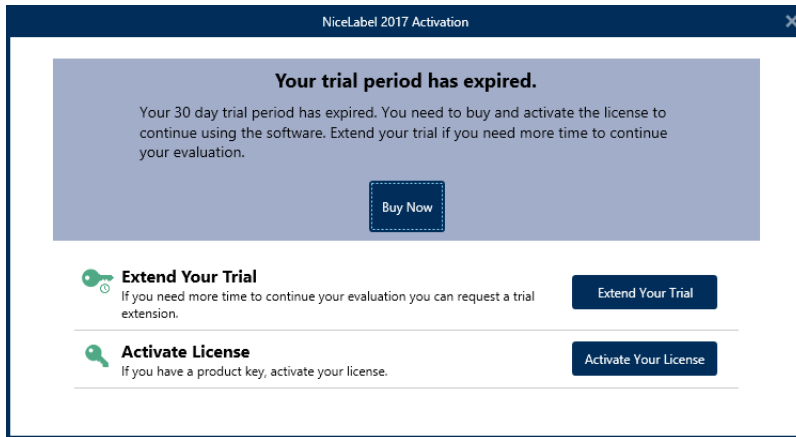 NiceLabel 2017 Activation
Your trial period has expired.
Your 30 day trial period has expired. You need to buy and activate the license to
continue using the software. Extend your trial if you need more time to continue
your evaluation.
Buy Now
Extend Your Trial
If you need more time to continue your evaluation you can request a trial
extension.
Extend Your Trial
Activate License
If you have a product key, activate your license.
Activate Your License